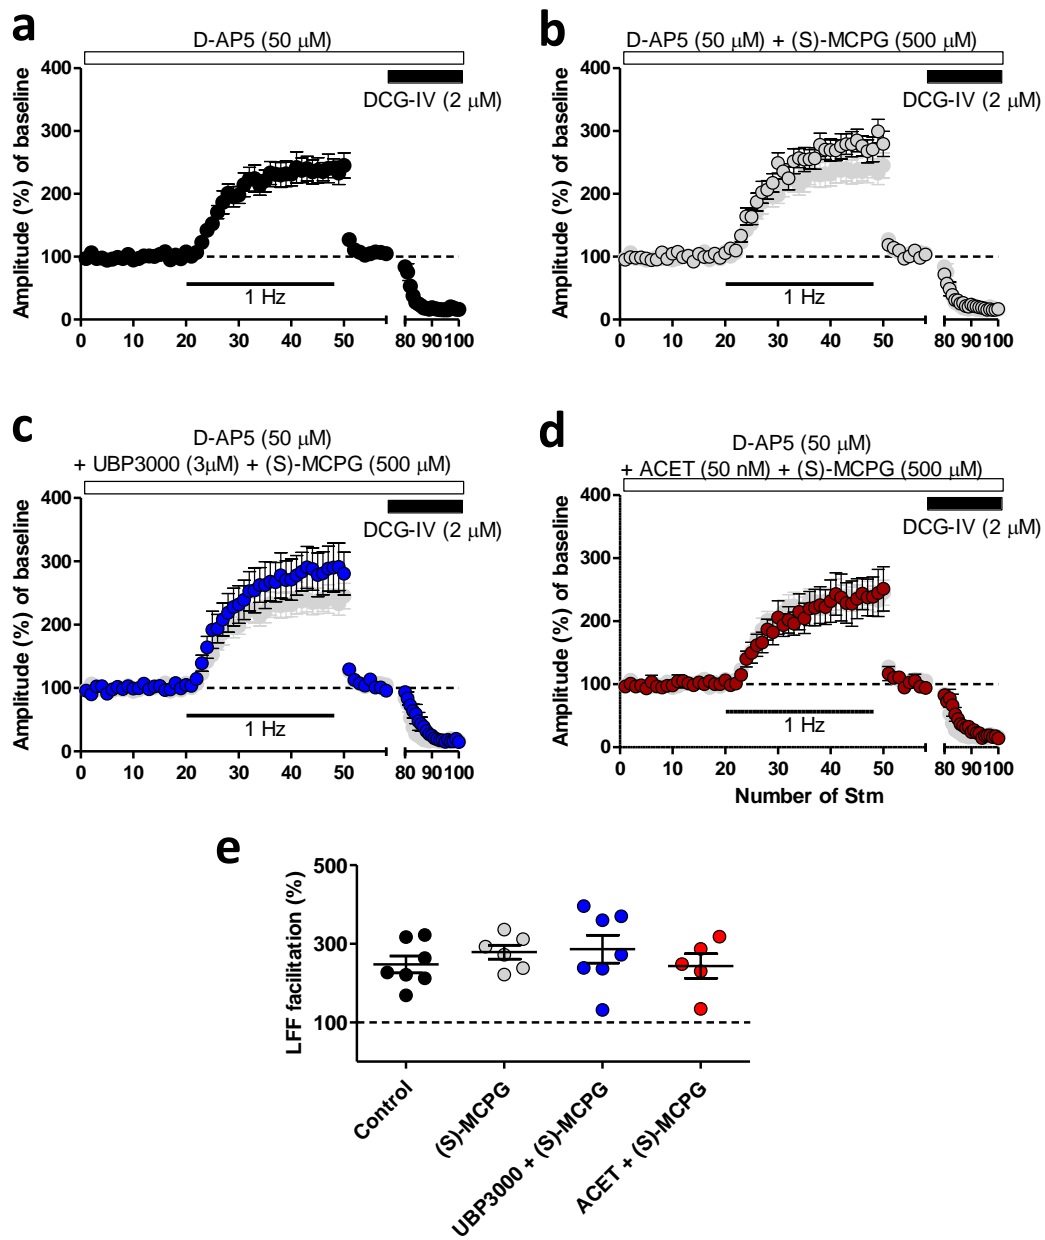 a
D-AP5 (50 μM)
400
300
200
100
0
Amplitude (%) of baseline
DCG-IV (2 μM)
1 Hz
0 10 20 30 40 50 80 90 100
b
D-AP5 (50 μM) + (S)-MCPG (500 μM)
400
300
200
100
0
Amplitude (%) of baseline
DCG-IV (2 μM)
1 Hz
0 10 20 30 40 50 80 90 100
c
D-AP5 (50 μM)
+ UBP3000 (3μM) + (S)-MCPG (500 μM)
400
300
200
100
0
Amplitude (%) of baseline
DCG-IV (2 μM)
1 Hz
0 10 20 30 40 50 80 90 100
d
D-AP5 (50 μM)
+ ACET (50 nM) + (S)-MCPG (500 μM)
400
300
200
100
0
Amplitude (%) of baseline
DCG-IV (2 μM)
1 Hz
0 10 20 30 40 50 80 90 100
Number of Stm
e
500
300
100
LFF facilitation (%)
Control
(S)-MCPG
UBP3000 + (S)-MCPG
ACET + (S)-MCPG